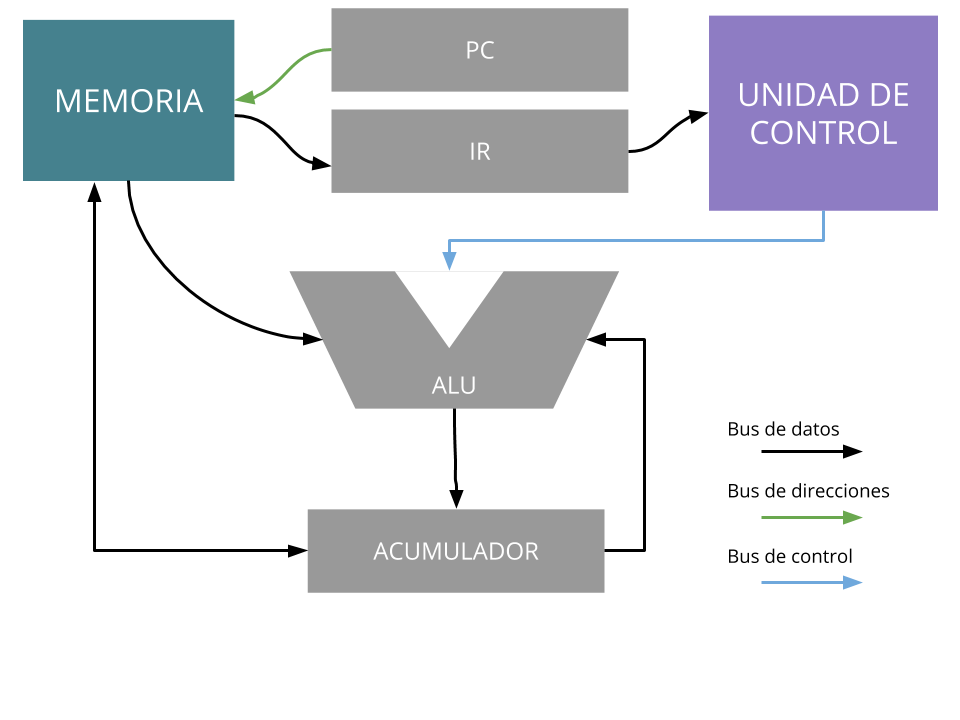 MEMORIA
PC
IR
UNIDAD DE
CONTROL
ALU
ACUMULADOR
Bus de datos
Bus de direcciones
Bus de control